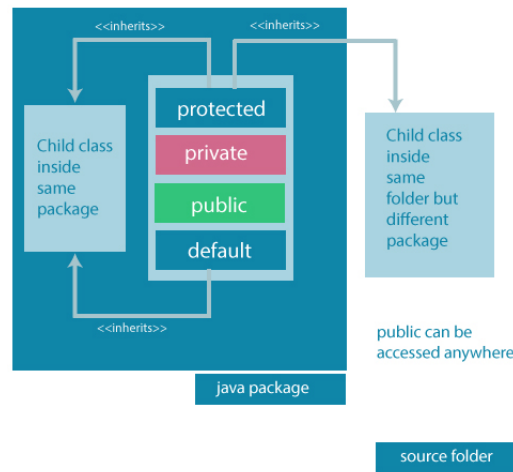 <<inherits>>
<<inherits>>
protected
private
public
default
Child class
inside
same
package
Child class
inside
same
folder but
different
package
<<inherits>>
public can be
accessed anywhere
java package
source folder